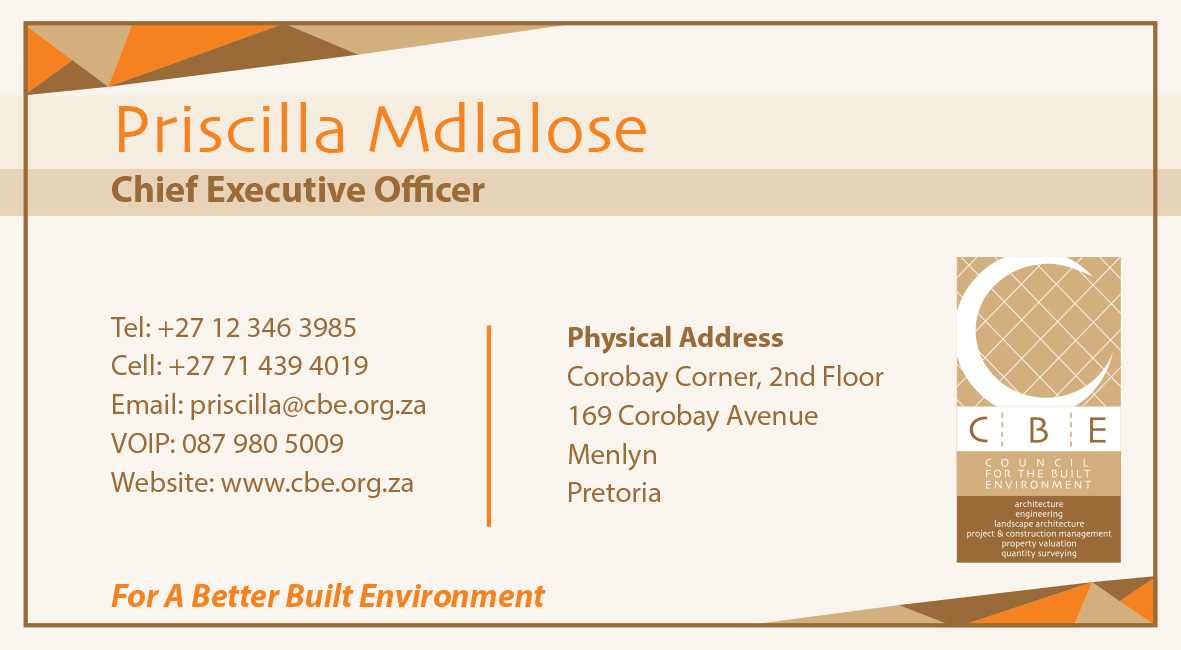 Priscilla Mdlalose
Chief Executive Officer
Tel: +27 12 346 3985
Cell: +27 71 439 4019
Email: priscilla@cbe.org.za
VOIP: 087 980 5009
Website: www.cbe.org.za
Physical Address
Corobay Corner, 2nd Floor
169 Corobay Avenue
Menlyn
Pretoria
C B E
COUNCIL
FOR THE BUILT
ENVIRONMENT
architecture
engineering
landscape architecture
project & construction management
property valuation
quantity surveying
For A Better Built Environment